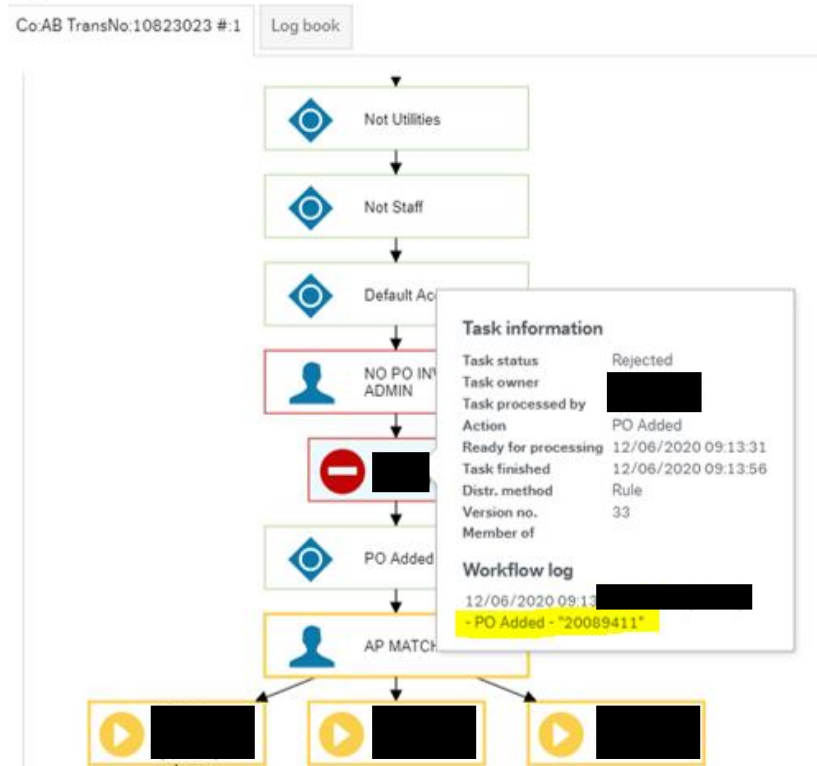 Co:AB TransNo:10823023 #:1
Log book
Not Utilities
Not Staff
Default
NO PO
ADMIN
PO Added
AP
Task information
Task status Rejected
Task owner
Task processed by
Action PO Added
Ready for processing 12/06/2020 09:13:31
Task finished 12/06/2020 09:13:56
Distr. method Rule
Version no. 33
Member of
Workflow log
12/06/2020 09:13
- PO Added - "20089411"